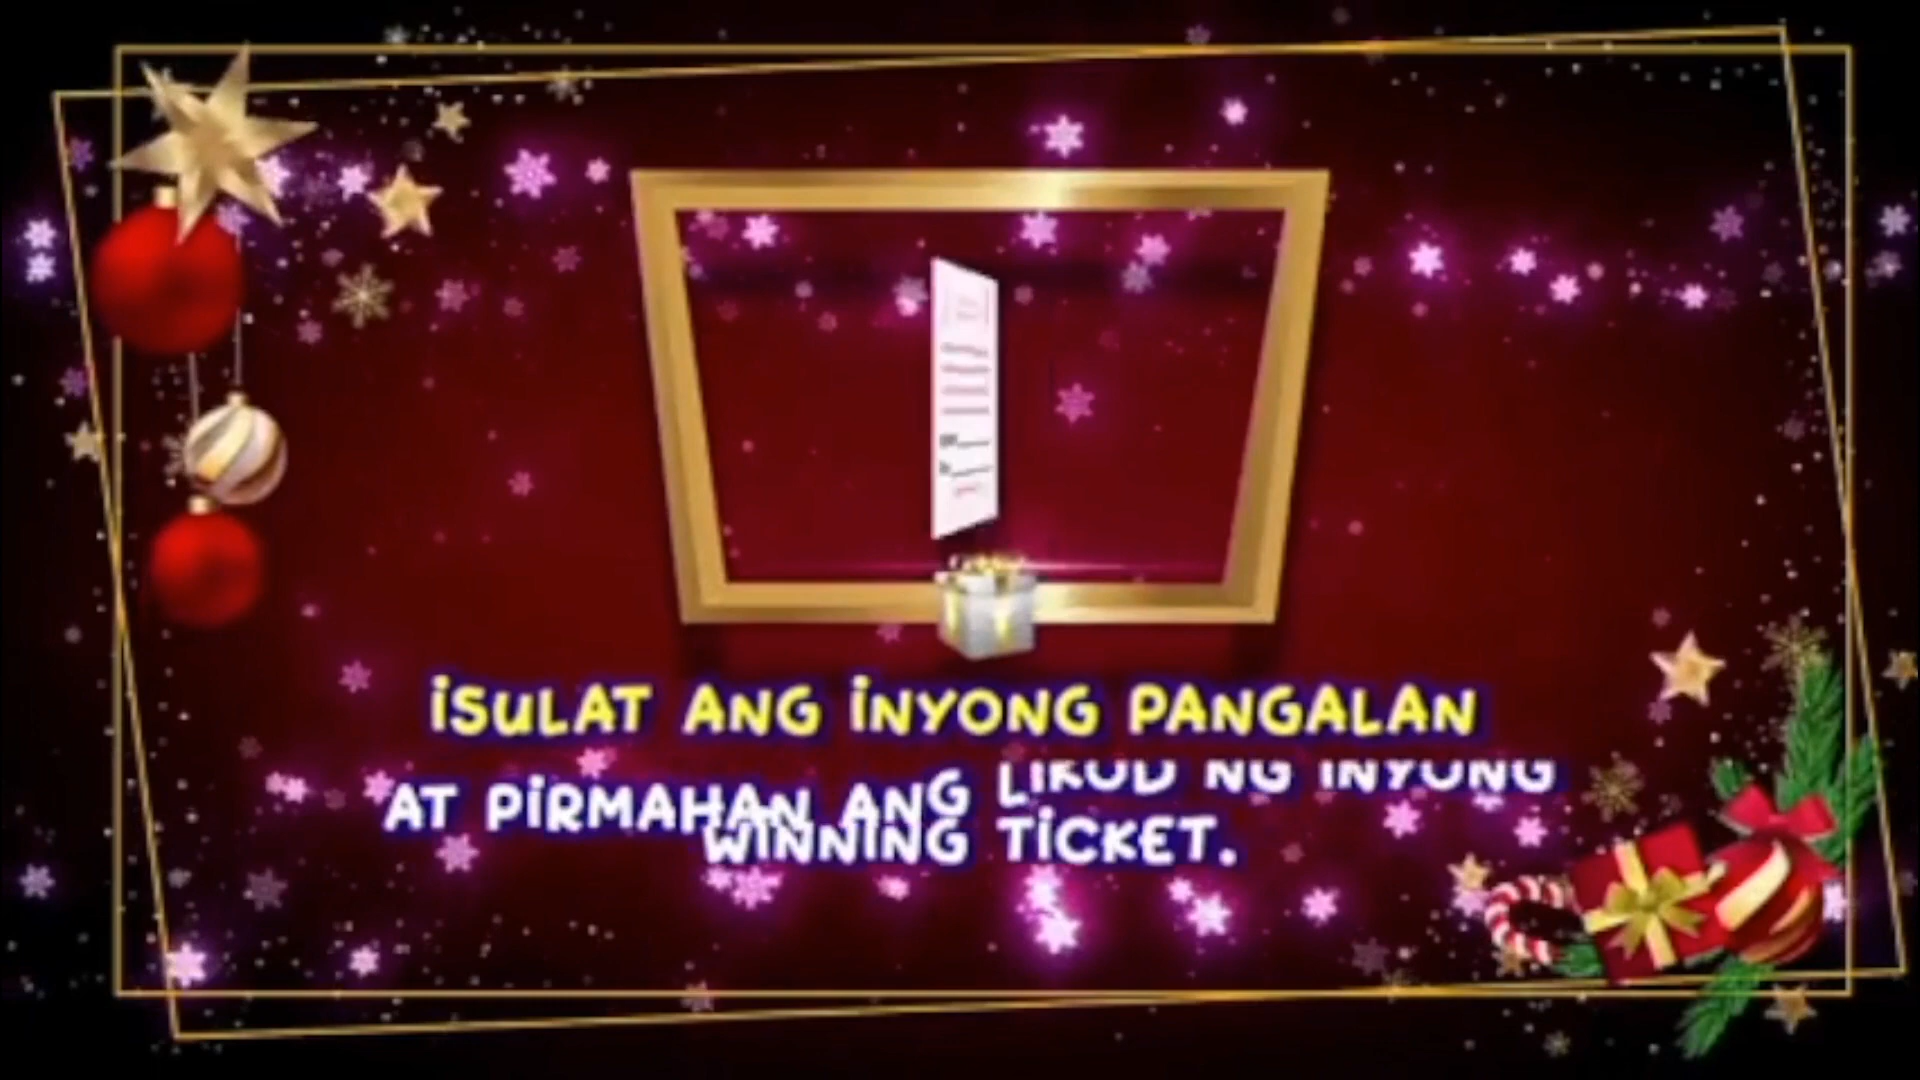 iSULAT ANG iNYONG PANGALAN
AT PiRMAHAN ANG LIKOD NG INYONG
WiNNiNG TiCKET.